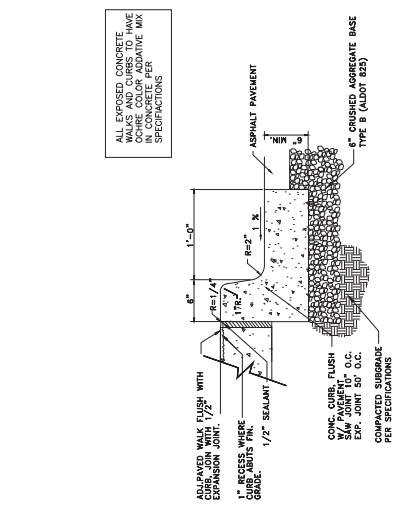 ALL EXPOSED CONCRETE
WALKS AND CURBS TO HAVE
OCHRE COLOR ADDATIVE MIX
IN CONCRETE PER
SPECIFIACTIONS
1'-0"
6"
R=1/4"
17R.
R=2"
1 %
6"
MIN.
ASPHALT PAVEMENT
6" CRUSHED AGGREGATE BASE
TYPE B (ALDOT 825)
ADJ.PAVED WALK FLUSH WITH
CURB, JOIN WITH 1/2"
EXPANSION JOINT.
1" RECESS WHERE
CURB ABUTS FIN.
GRADE.
1/2" SEALANT
CONC. CURB, FLUSH
W/ PAVEMENT
SAW JOINT 10" O.C.
EXP. JOINT 50' O.C.
COMPACTED SUBGRADE
PER SPECIFICATIONS